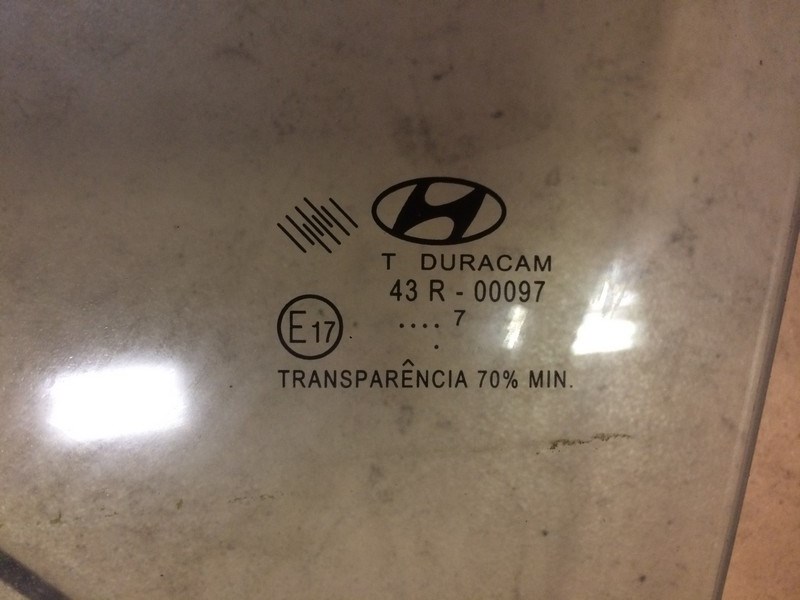 T DURACAM
43 R - 00097
E17 .... 7
.
TRANSPARÊNCIA 70% MIN.